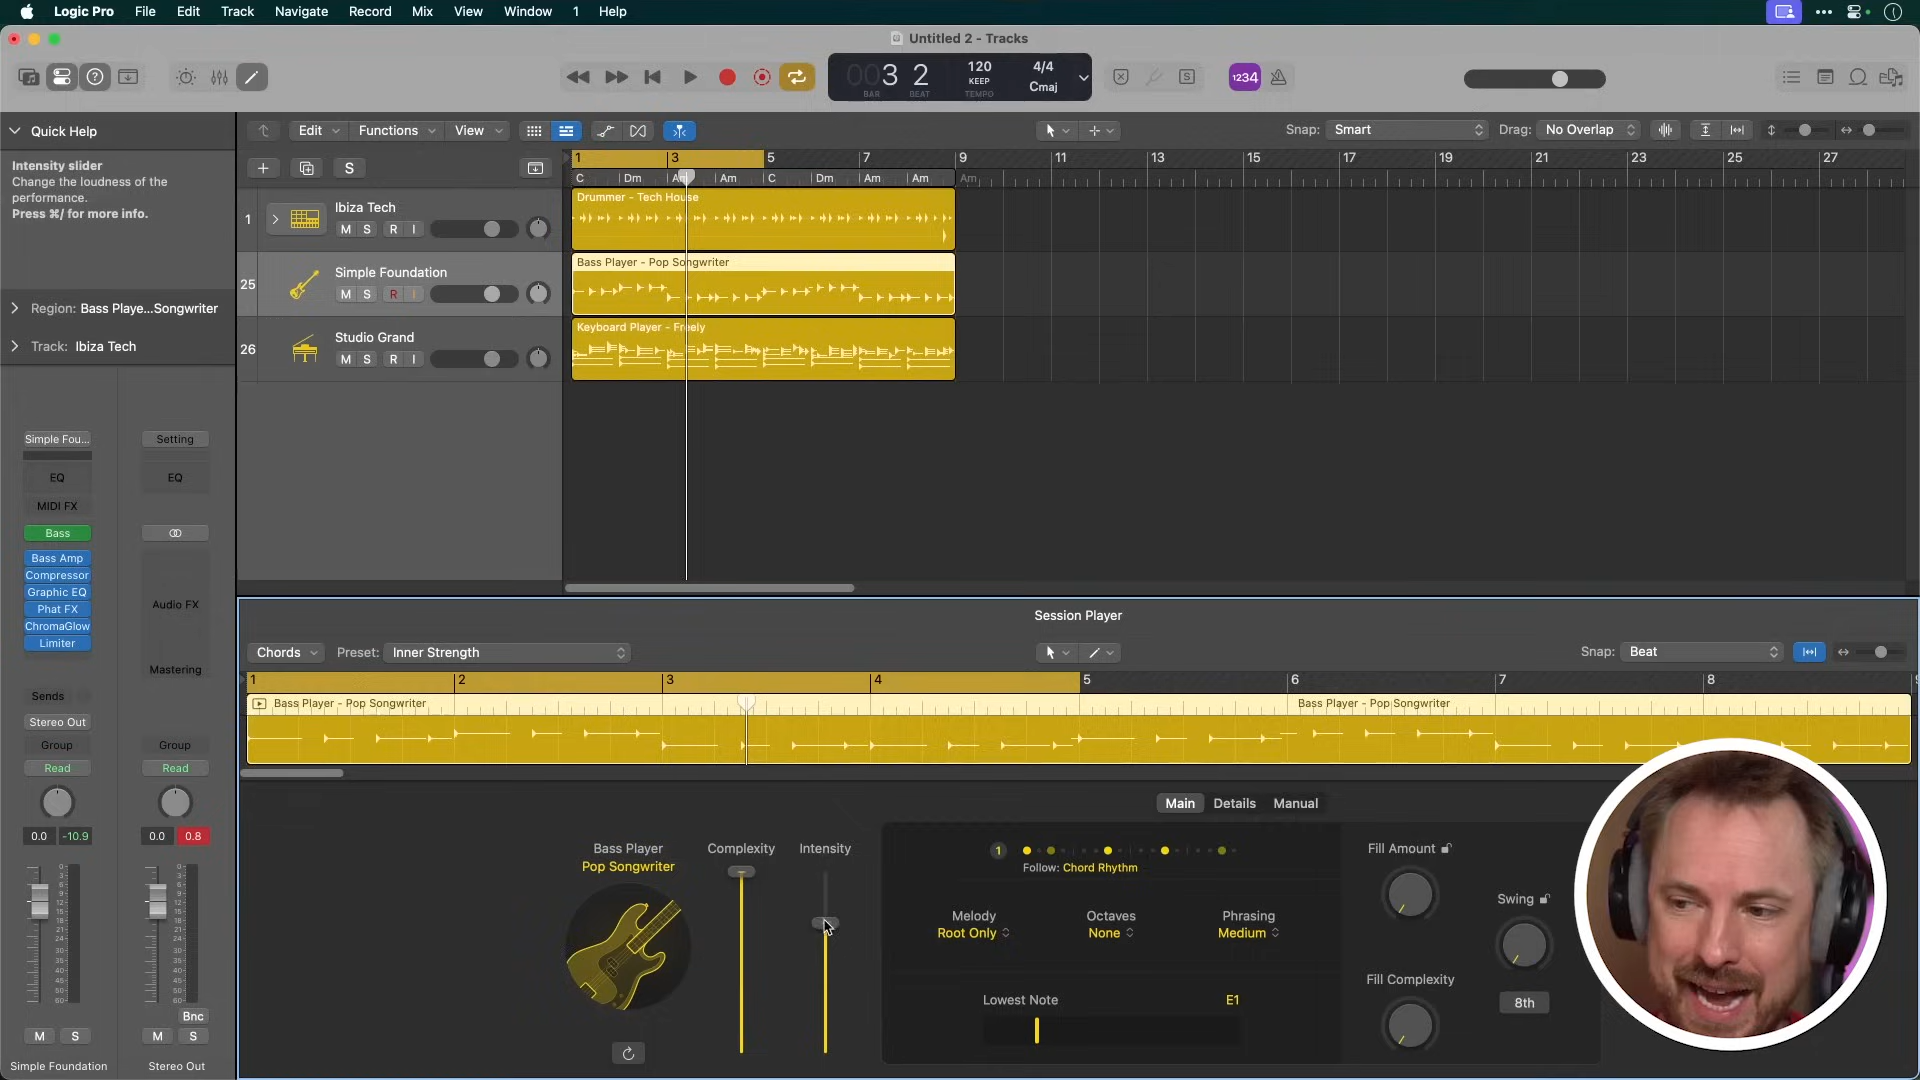 Logic Pro File Edit Track Navigate Record Mix View Window 1 Help
Untitled 2 - Tracks
003 2 120 4/4
KEEP
Cmaj
BAR BEAT TEMPO
1234
Quick Help
Intensity slider
Change the loudness of the
performance.
Press ⌘/ for more info.
Region: Bass Playe...Songwriter
Track: Ibiza Tech
Edit Functions View
Snap: Smart Drag: No Overlap
S
1 3 5 7 9 11 13 15 17 19 21 23 25 27
C Dm Am Am C Dm Am Am Am
1 Ibiza Tech
M S R I
Drummer - Tech House
25 Simple Foundation
M S R I
Bass Player - Pop Songwriter
26 Studio Grand
M S R I
Keyboard Player - Freely
Simple Fou... Setting
EQ EQ
MIDI FX
Bass
Bass Amp
Compressor
Graphic EQ
Phat FX
ChromaGlow
Limiter
Audio FX
Mastering
Sends
Stereo Out
Group Group
Read Read
0.0 -10.9 0.0 0.8
Bnc
M S M S
Simple Foundation Stereo Out
Session Player
Chords Preset: Inner Strength
Snap: Beat
1 2 3 4 5 6 7 8
Bass Player - Pop Songwriter Bass Player - Pop Songwriter
Main Details Manual
Bass Player
Pop Songwriter
Complexity Intensity
1
Follow: Chord Rhythm
Melody Octaves Phrasing
Root Only None Medium
Lowest Note E1
Fill Amount
Swing
Fill Complexity
8th